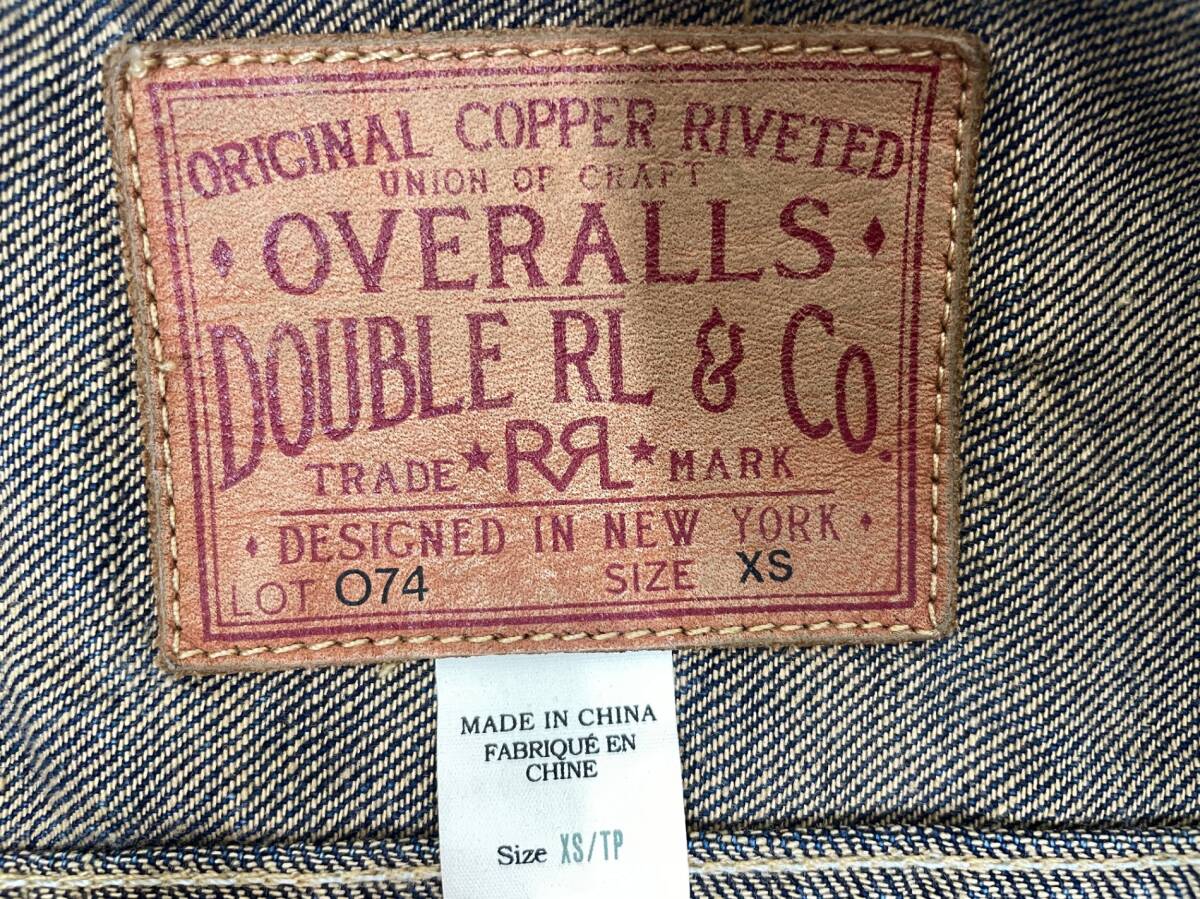 ORIGINAL COPPER RIVETED
UNION OF CRAFT
OVERALLS
DOUBLE RL & CO.
TRADE ★ RRL ★ MARK
DESIGNED IN NEW YORK
LOT 074 SIZE XS
MADE IN CHINA
FABRIQUÉ EN
CHINE
Size XS/TP